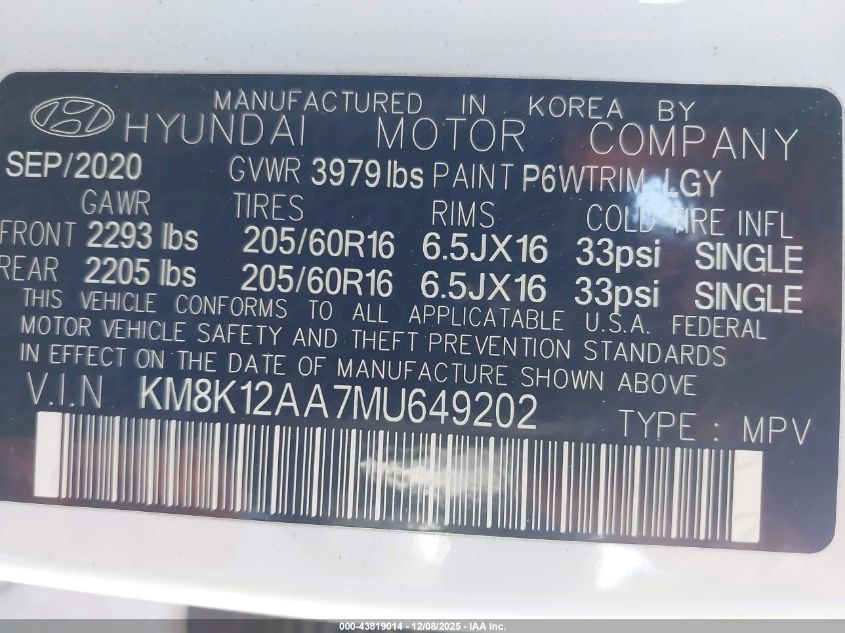 MANUFACTURED IN KOREA BY
HYUNDAI MOTOR COMPANY
SEP/2020 GVWR 3979lbs PAINT P6WTRIM LGY
GAWR TIRES RIMS COLD TIRE INFL
FRONT 2293 lbs 205/60R16 6.5JX16 33psi SINGLE
REAR 2205 lbs 205/60R16 6.5JX16 33psi SINGLE
THIS VEHICLE CONFORMS TO ALL APPLICATABLE U.S.A. FEDERAL
MOTOR VEHICLE SAFETY AND THEFT PREVENTION STANDARDS
IN EFFECT ON THE DATE OF MANUFACTURE SHOWN ABOVE
V.I.N KM8K12AA7MU649202
TYPE : MPV
000-43819014 - 12/08/2025 - IAA Inc.